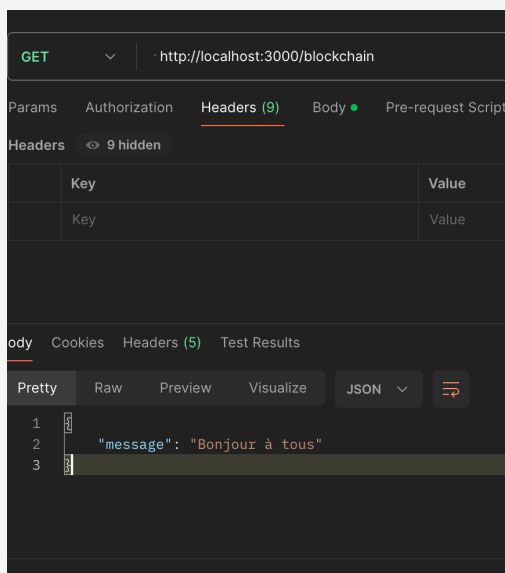 GET http://localhost:3000/blockchain
Params Authorization Headers (9) Body Pre-request Script
Headers 9 hidden
Key Value
Key Value
ody Cookies Headers (5) Test Results
Pretty Raw Preview Visualize JSON
1 {
2 "message": "Bonjour à tous"
3 }